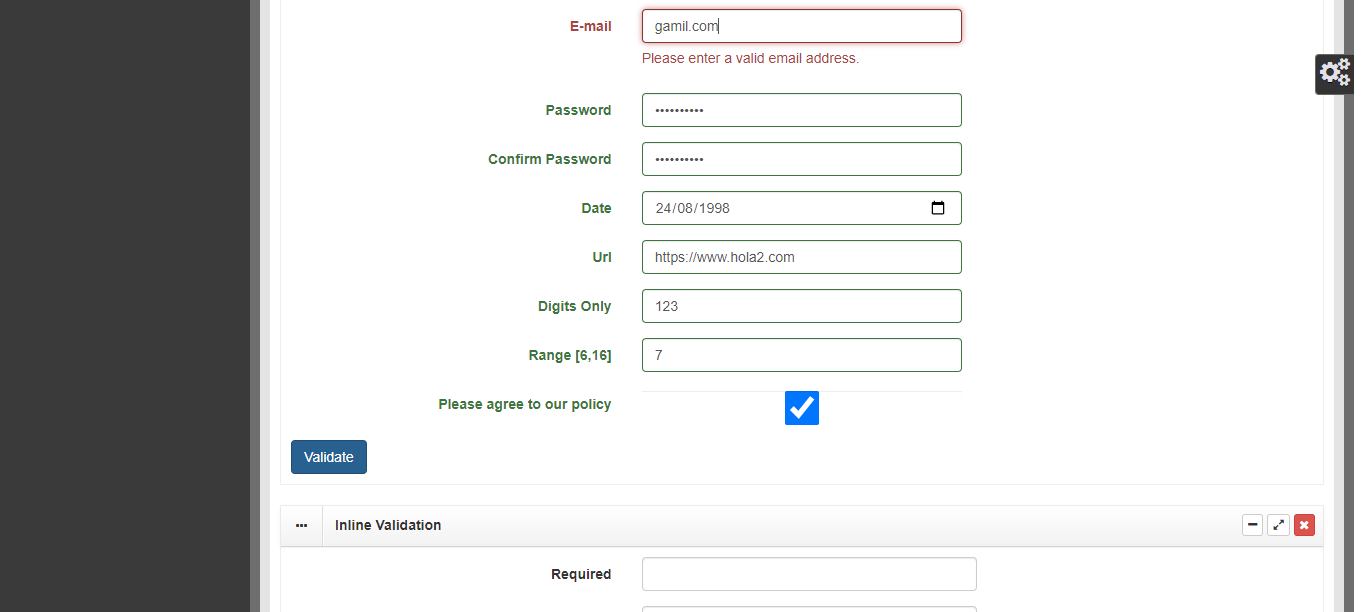 E-mail gamil.com
Please enter a valid email address.
Password ••••••••••
Confirm Password ••••••••••
Date 24/08/1998
Url https://www.hola2.com
Digits Only 123
Range [6,16] 7
Please agree to our policy
Validate
Inline Validation
Required